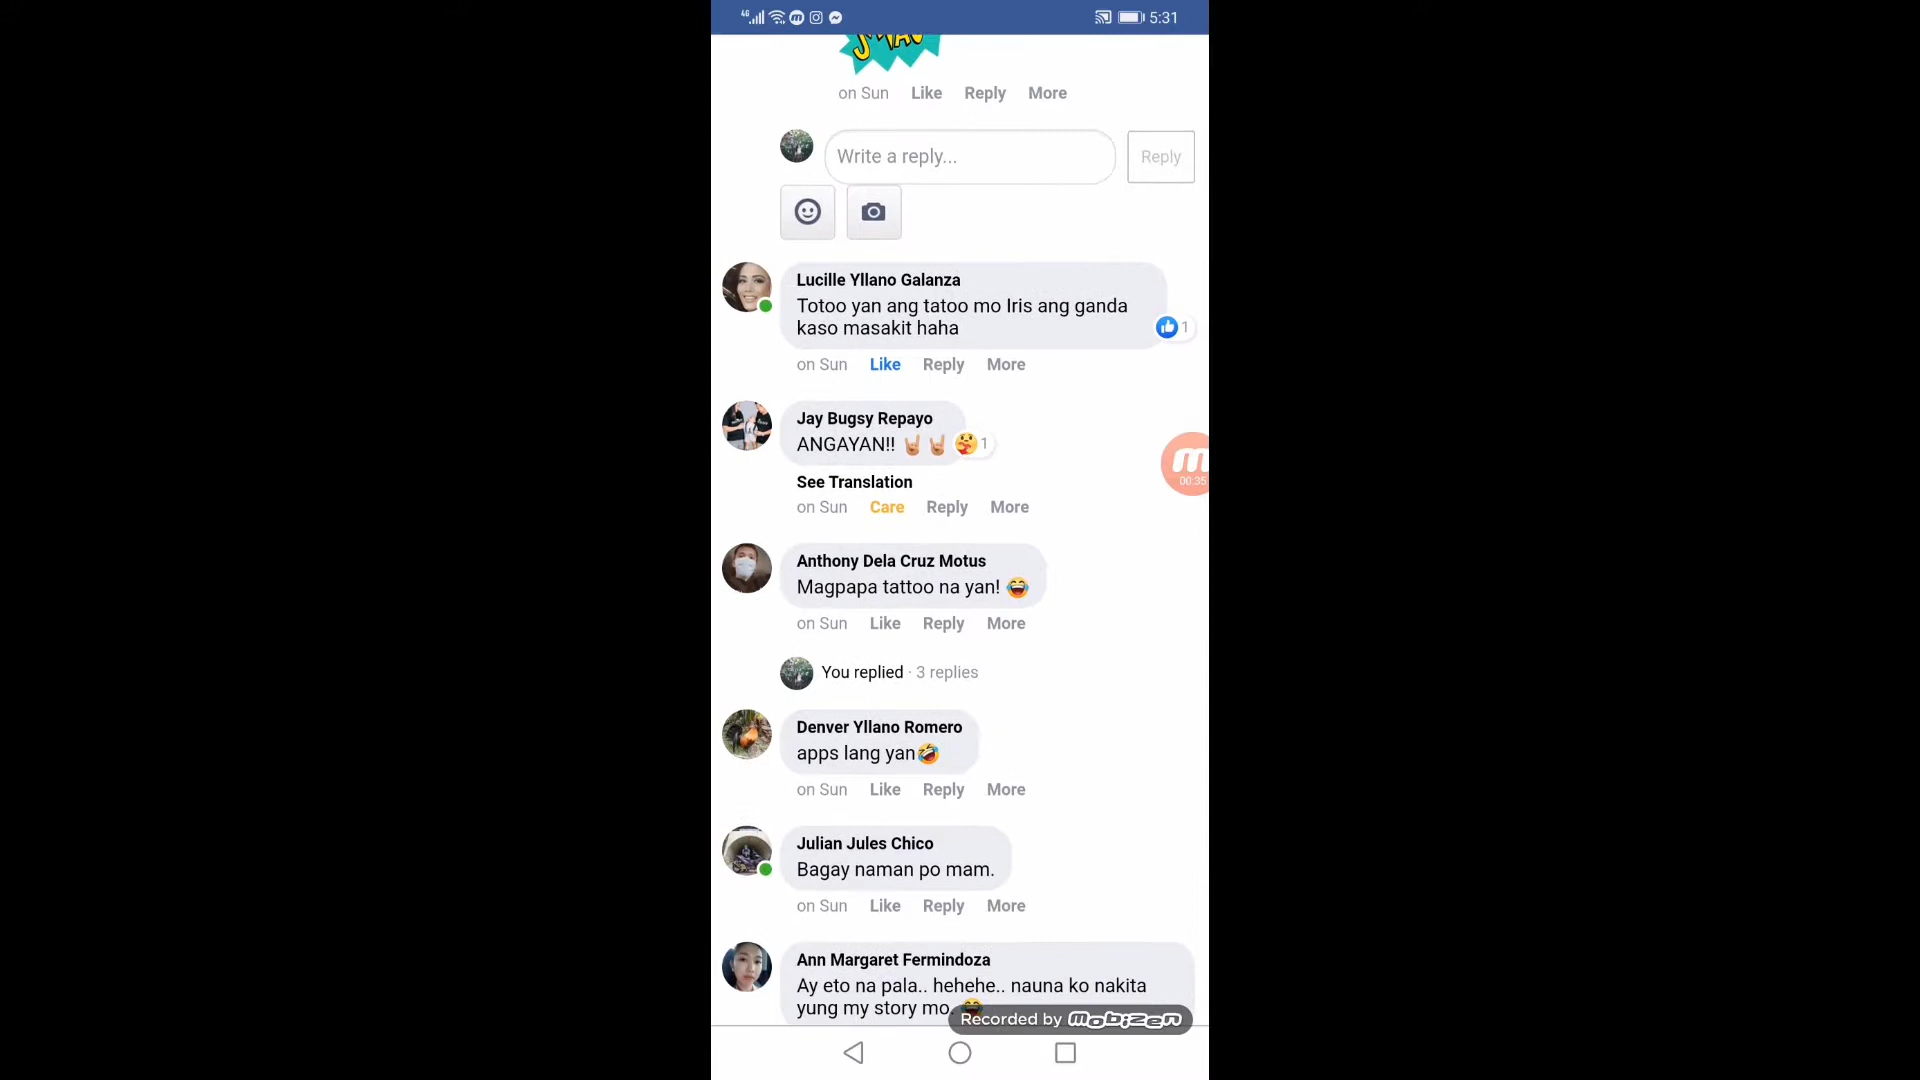 4G 5:31
on Sun Like Reply More
Write a reply... Reply
Lucille Yllano Galanza
Totoo yan ang tatoo mo Iris ang ganda
kaso masakit haha
1
on Sun Like Reply More
Jay Bugsy Repayo
ANGAYAN!! 🤘🏼🤘🏼 1
See Translation
on Sun Care Reply More
00:35
Anthony Dela Cruz Motus
Magpapa tattoo na yan! 😂
on Sun Like Reply More
You replied · 3 replies
Denver Yllano Romero
apps lang yan🤣
on Sun Like Reply More
Julian Jules Chico
Bagay naman po mam.
on Sun Like Reply More
Ann Margaret Fermindoza
Ay eto na pala.. hehehe.. nauna ko nakita
yung my story mo. 😂
Recorded by mobizen